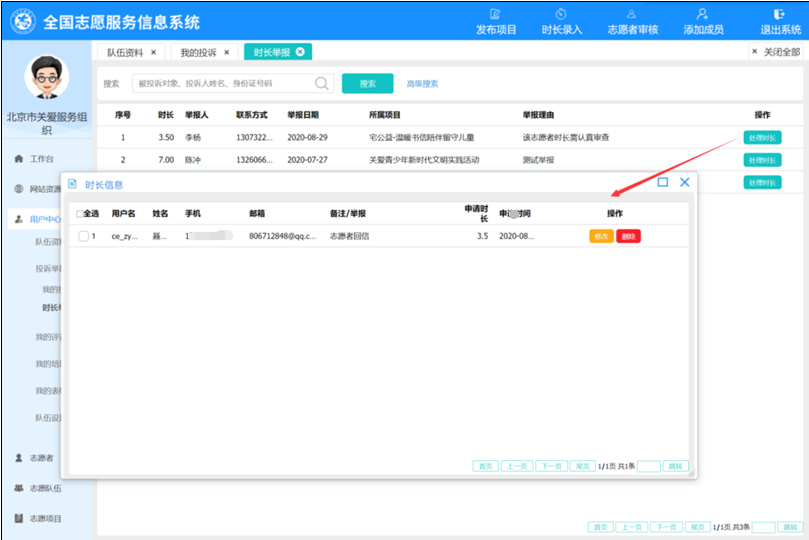 全国志愿服务信息系统
发布项目 时长录入 志愿者审核 添加成员 退出系统
队伍资料 × 我的投诉 × 时长举报 × 关闭全部
北京市关爱服务组织
搜索 被投诉对象、投诉人姓名、身份证号码 搜索 高级搜索
序号 时长 举报人 联系方式 举报日期 所属项目 举报理由 操作
1 3.50 李杨 1307322... 2020-08-29 宅公益-温暖书信陪伴留守儿童 该志愿者时长需认真审查 处理时长
2 7.00 陈冲 1326066... 2020-07-27 关爱青少年新时代文明实践活动 测试举报 处理时长
处理时长
工作台
网站资源
用户中心
队伍资
投诉举
我的
时长
我的评
我的培
我的表
队伍设
志愿者
志愿队伍
志愿项目
时长信息
全选 用户名 姓名 手机 邮箱 备注/举报 申请时长 申 时间 操作
1 ce_zy... 聂... 1 806712848@qq.c... 志愿者回信 3.5 2020-08... 修改 删除
首页 上一页 下一页 尾页 1/1页 共1条 跳转
首页 上一页 下一页 尾页 1/1页 共3条 跳转